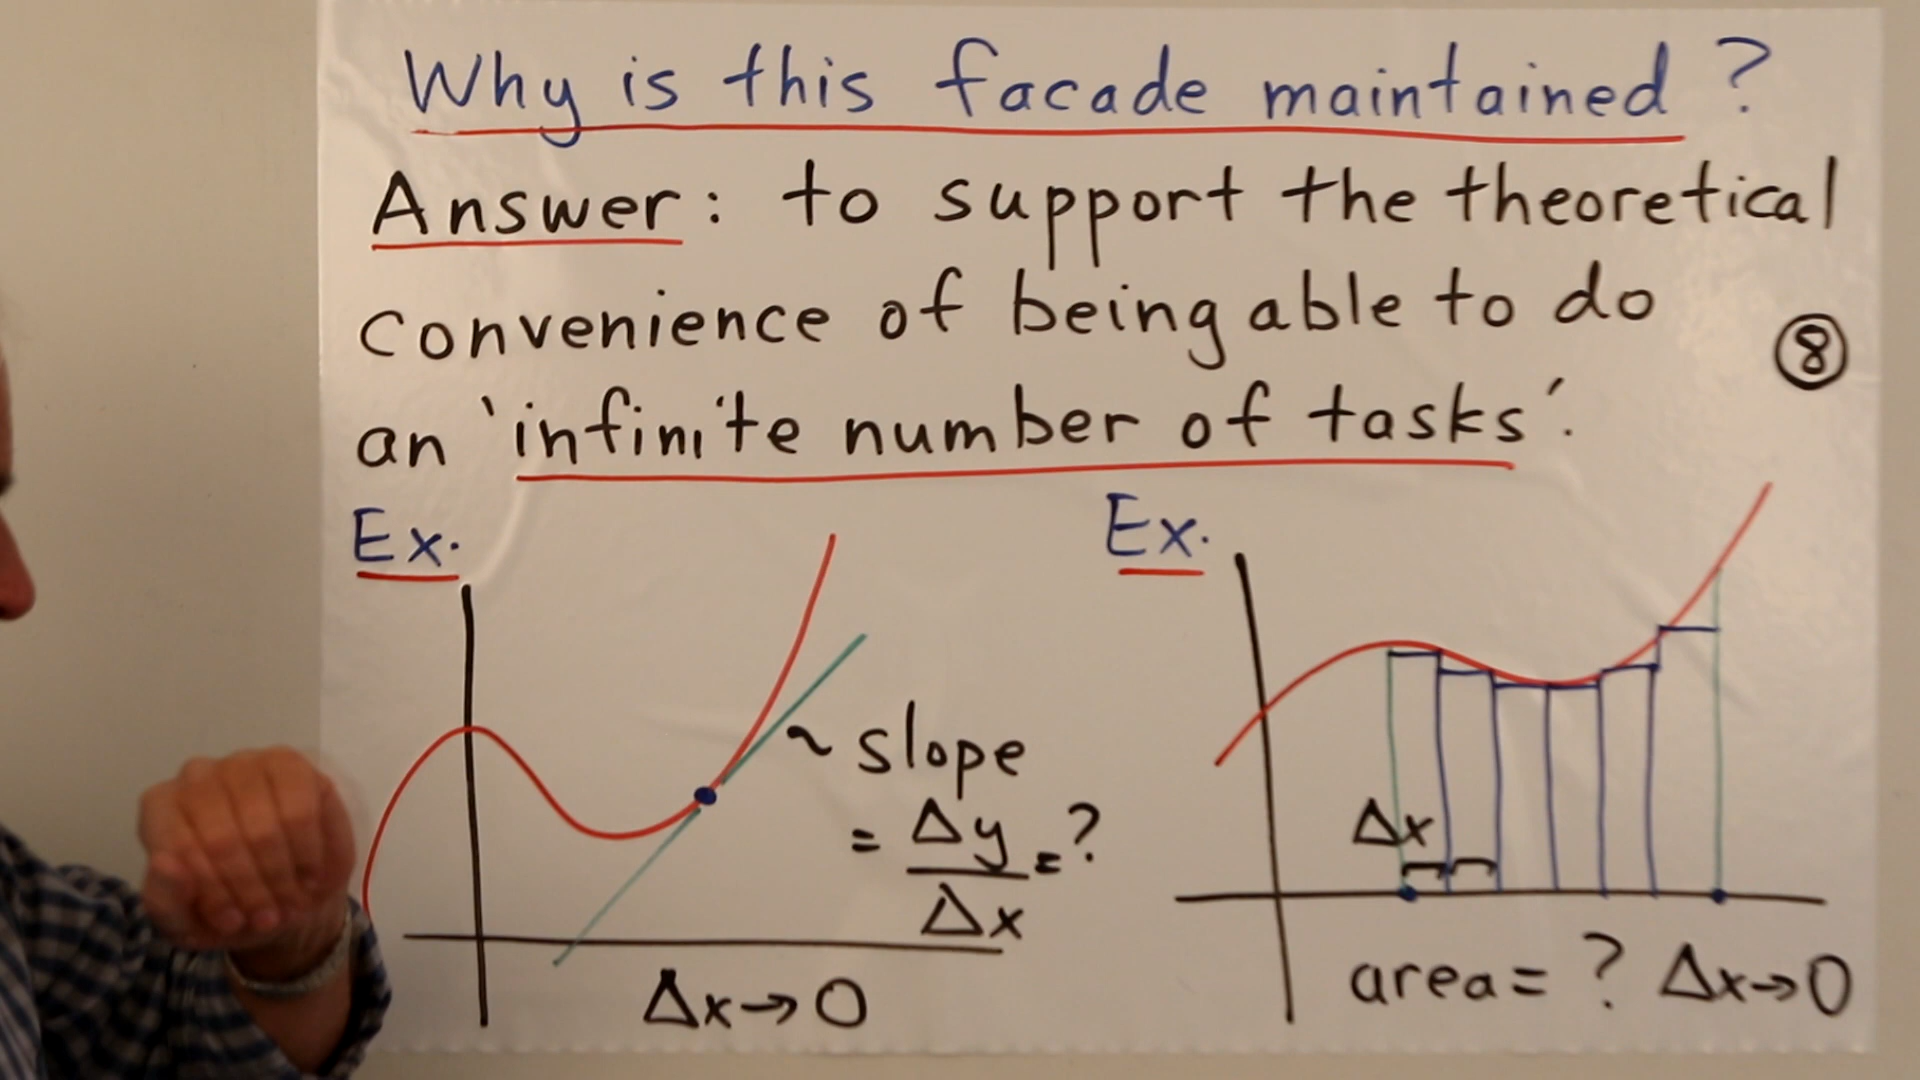 Why is this facade maintained?
Answer: to support the theoretical
convenience of being able to do
an 'infinite number of tasks'.
8
Ex.
~ slope
= Δy/Δx = ?
Δx→0
Ex.
Δx
area = ? Δx→0